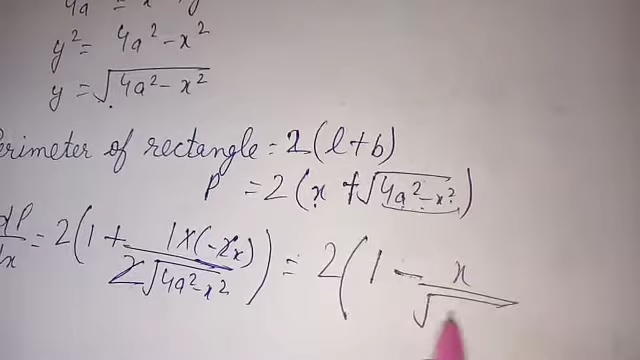 4a² = x
y² = 4a² - x²
y = √4a² - x²
Perimeter of rectangle = 2(l+b)
P = 2(x + √4a² - x²)
dP/dx = 2(1 + 1×(-2x)/2√4a² - x²) = 2(1 - x/√